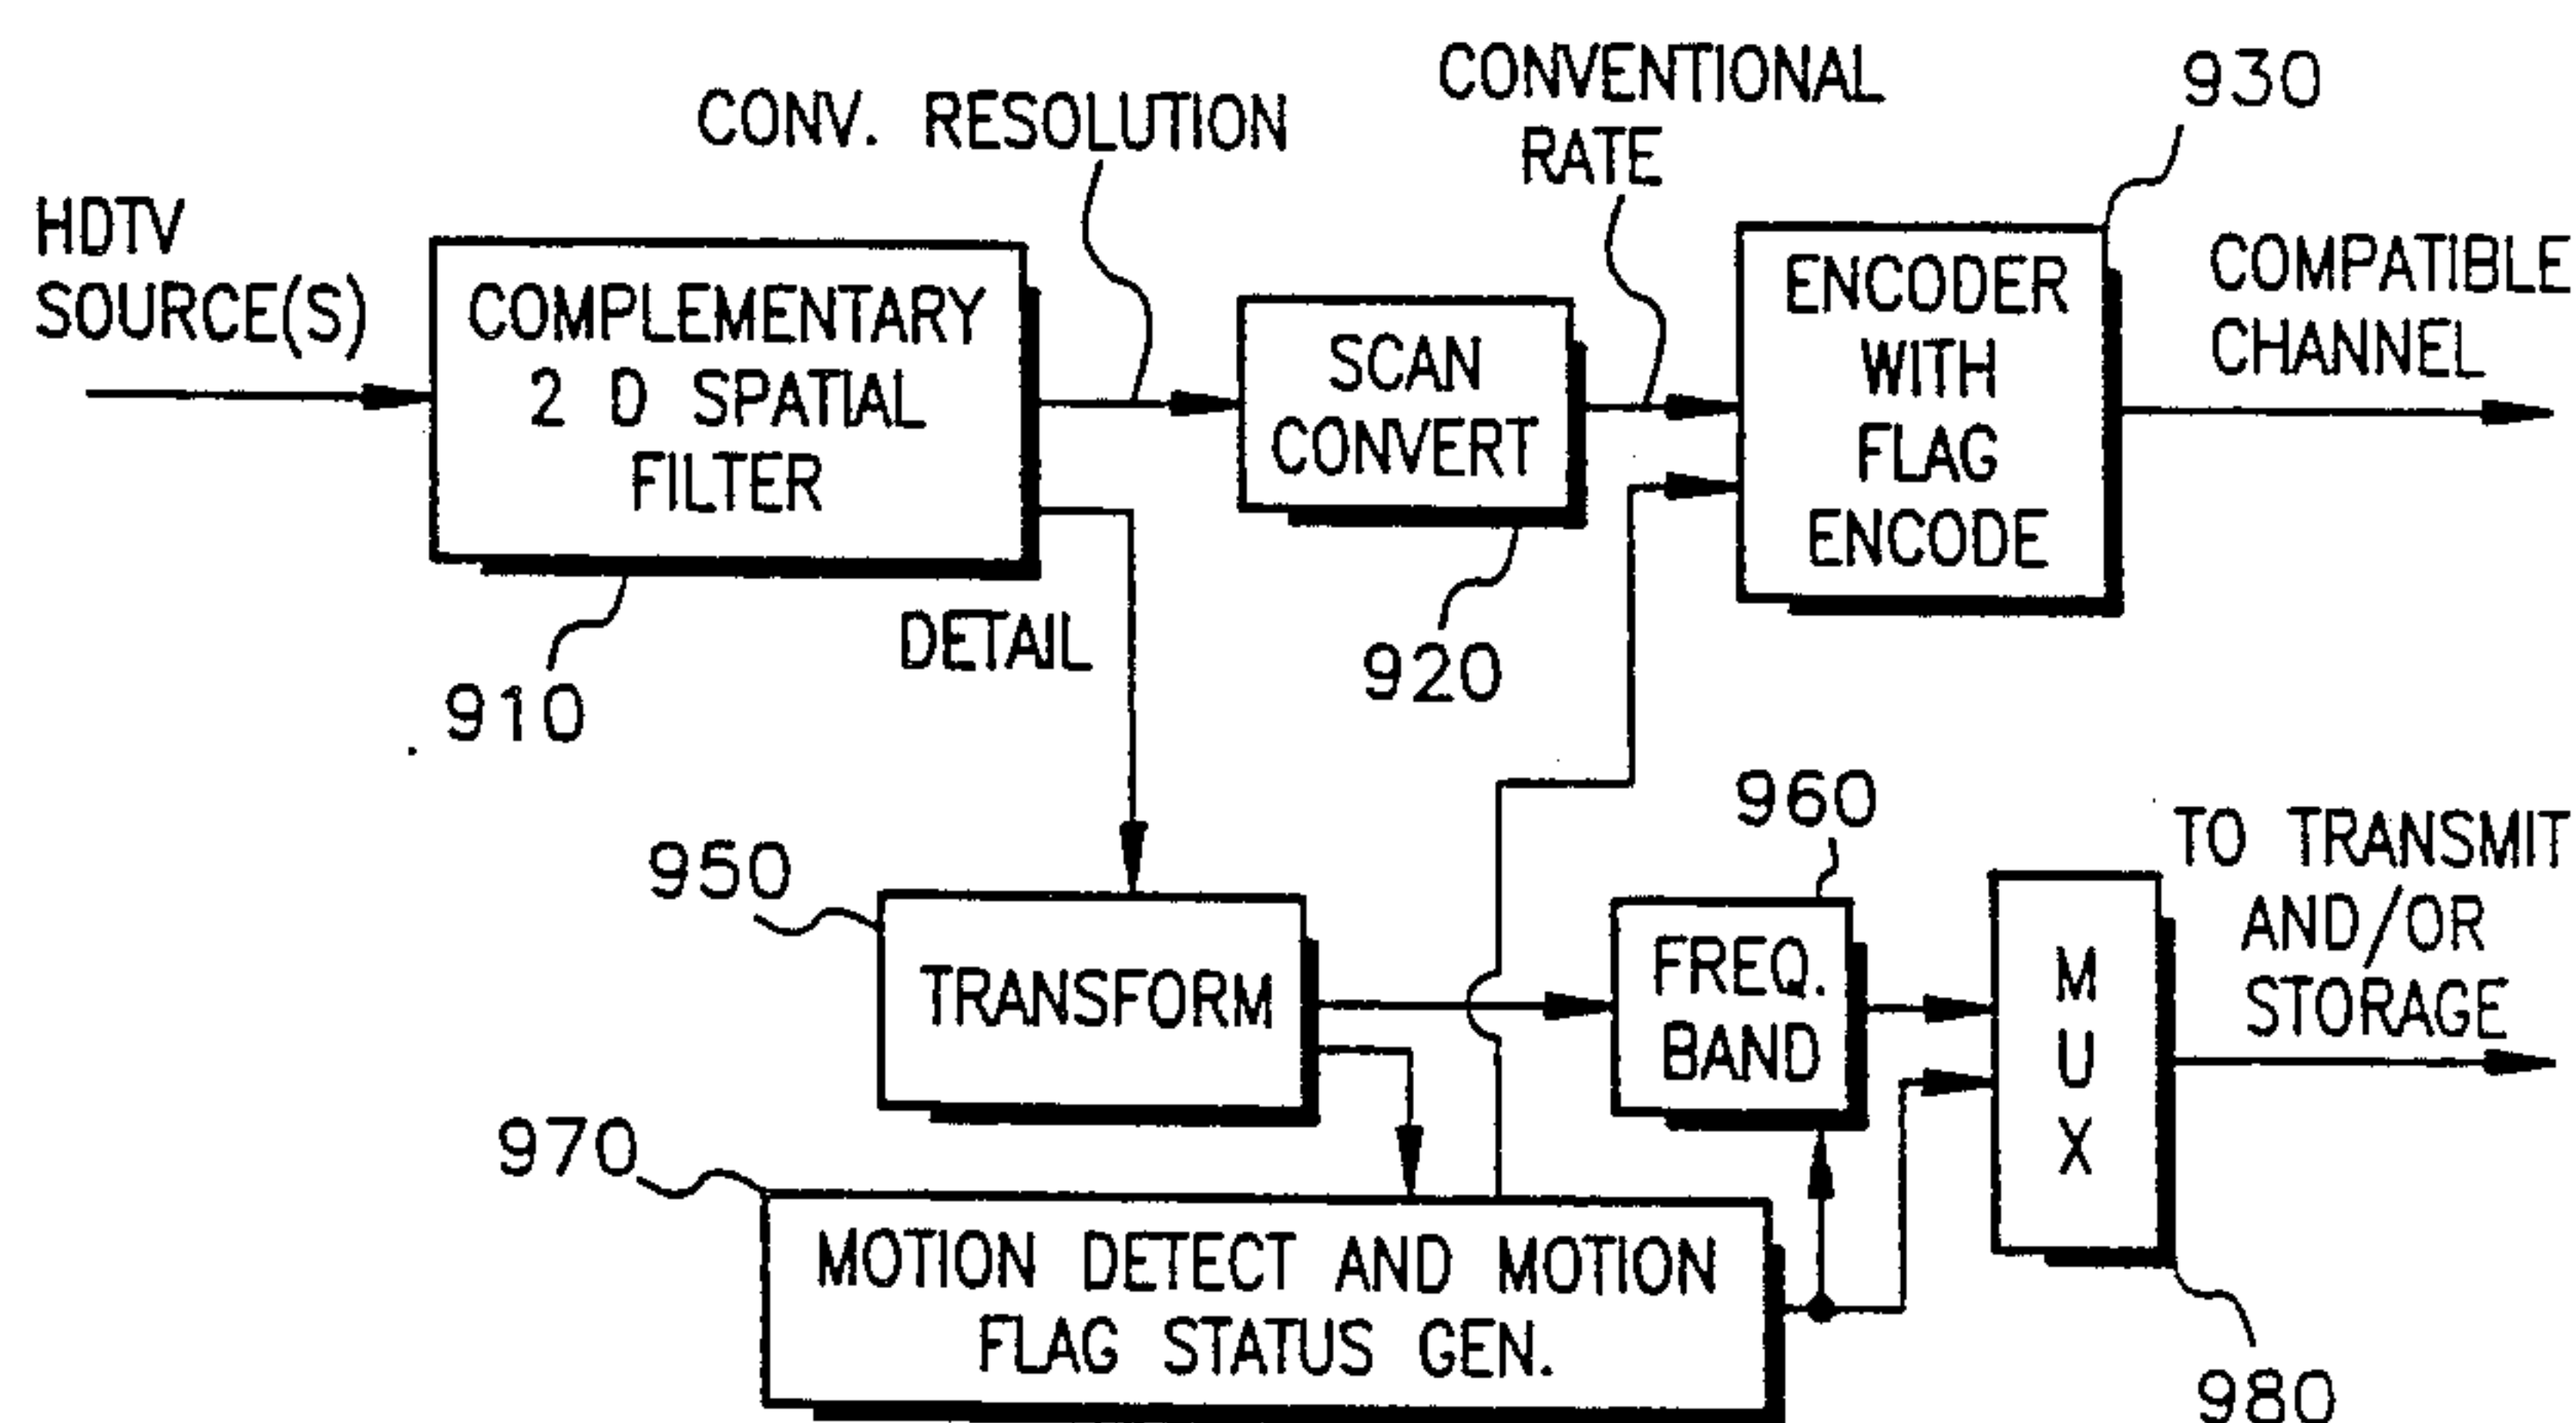 HDTV
SOURCE(S)
CONV. RESOLUTION
CONVENTIONAL
RATE
930
COMPLEMENTARY
2 D SPATIAL
FILTER
SCAN
CONVERT
ENCODER
WITH
FLAG
ENCODE
COMPATIBLE
CHANNEL
910
DETAIL
920
950
TRANSFORM
960
FREQ.
BAND
M
U
X
TO TRANSMIT
AND/OR
STORAGE
970
MOTION DETECT AND MOTION
FLAG STATUS GEN.
980